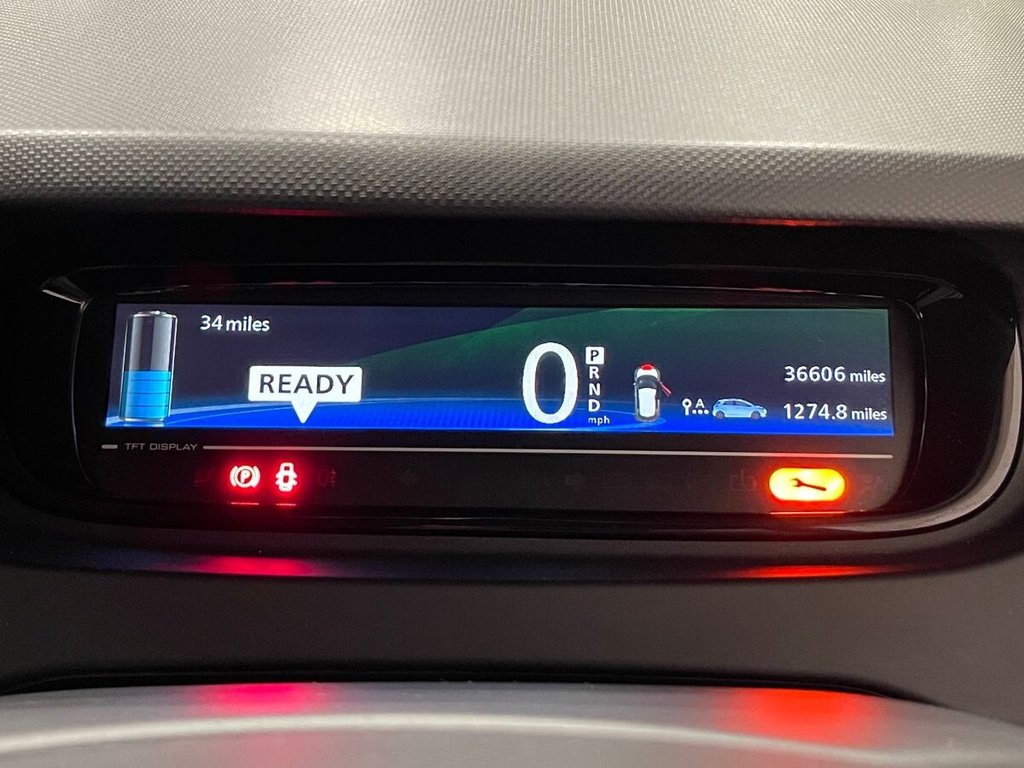 34 miles
READY
0
P
R
N
D
mph
36606 miles
A
1274.8 miles
TFT DISPLAY
P